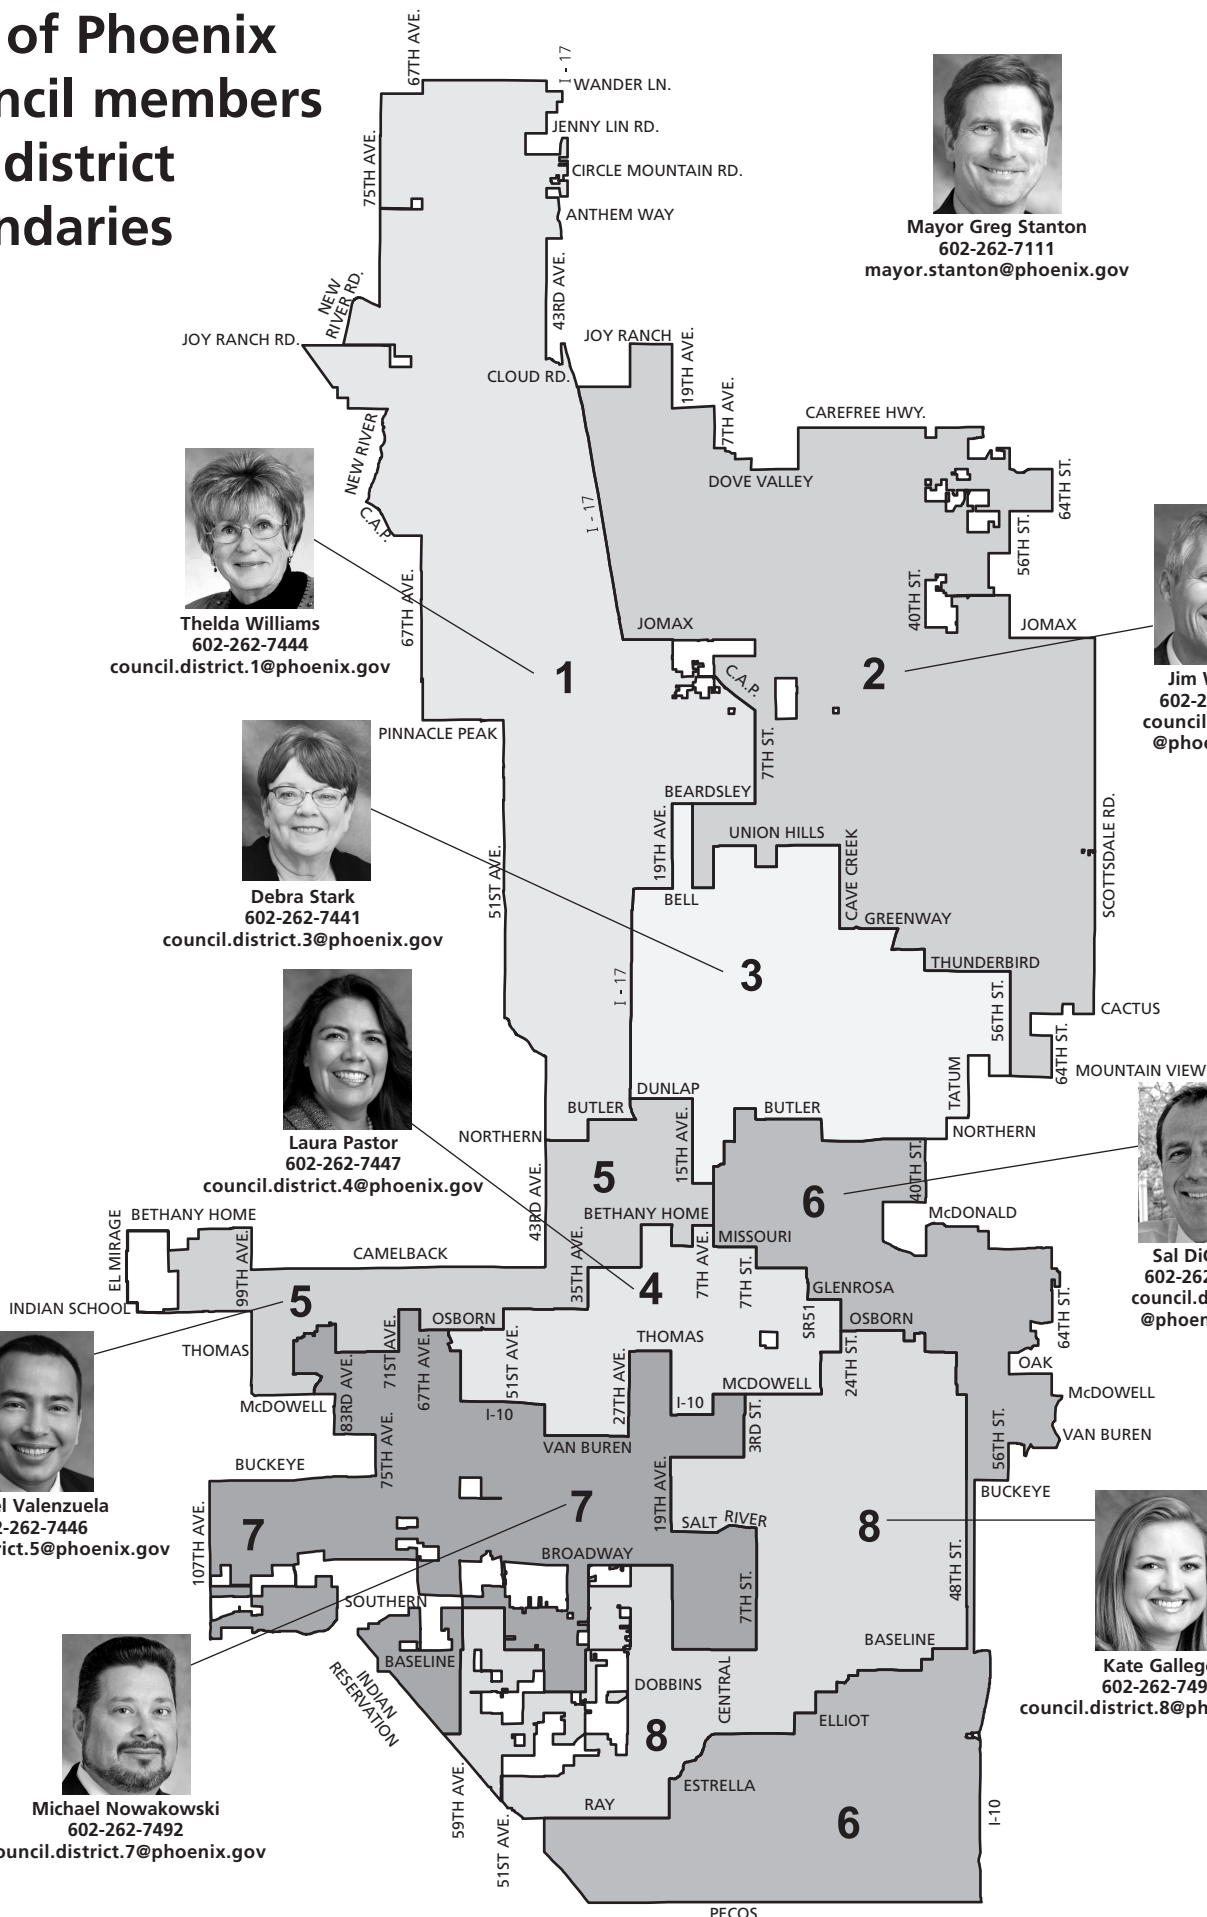 of Phoenix
ncil members
district
ndaries
Mayor Greg Stanton
602-262-7111
mayor.stanton@phoenix.gov
67TH AVE.
I - 17
WANDER LN.
JENNY LIN RD.
75TH AVE.
CIRCLE MOUNTAIN RD.
ANTHEM WAY
43RD AVE.
NEW
RIVER RD.
JOY RANCH RD.
JOY RANCH
19TH AVE.
CLOUD RD.
7TH AVE.
CAREFREE HWY.
NEW RIVER
DOVE VALLEY
64TH ST.
I - 17
C.A.P.
56TH ST.
67TH AVE.
40TH ST.
JOMAX
JOMAX
Thelda Williams
602-262-7444
council.district.1@phoenix.gov
1
2
C.A.P.
Jim W
602-2
council
@phoe
PINNACLE PEAK
7TH ST.
BEARDSLEY
19TH AVE.
UNION HILLS
CAVE CREEK
SCOTTSDALE RD.
51ST AVE.
BELL
GREENWAY
Debra Stark
602-262-7441
council.district.3@phoenix.gov
THUNDERBIRD
3
I - 17
56TH ST.
CACTUS
64TH ST.
MOUNTAIN VIEW
TATUM
DUNLAP
BUTLER
BUTLER
NORTHERN
NORTHERN
15TH AVE.
Laura Pastor
602-262-7447
council.district.4@phoenix.gov
5
6
40TH ST.
43RD AVE.
BETHANY HOME
BETHANY HOME
McDONALD
EL MIRAGE
99TH AVE.
CAMELBACK
35TH AVE.
7TH AVE.
MISSOURI
7TH ST.
Sal DiC
602-262
council.d
@phoen
4
GLENROSA
5
INDIAN SCHOOL
OSBORN
SR51
OSBORN
64TH ST.
THOMAS
71ST AVE.
67TH AVE.
51ST AVE.
THOMAS
24TH ST.
OAK
83RD AVE.
27TH AVE.
MCDOWELL
McDOWELL
McDOWELL
I-10
I-10
3RD ST.
VAN BUREN
VAN BUREN
56TH ST.
75TH AVE.
BUCKEYE
BUCKEYE
el Valenzuela
2-262-7446
rict.5@phoenix.gov
107TH AVE.
7
7
19TH AVE.
SALT RIVER
8
BROADWAY
48TH ST.
7TH ST.
SOUTHERN
BASELINE
BASELINE
INDIAN
RESERVATION
DOBBINS
CENTRAL
Kate Galleg
602-262-749
council.district.8@ph
ELLIOT
8
ESTRELLA
RAY
59TH AVE.
51ST AVE.
I-10
6
Michael Nowakowski
602-262-7492
ouncil.district.7@phoenix.gov
PECOS